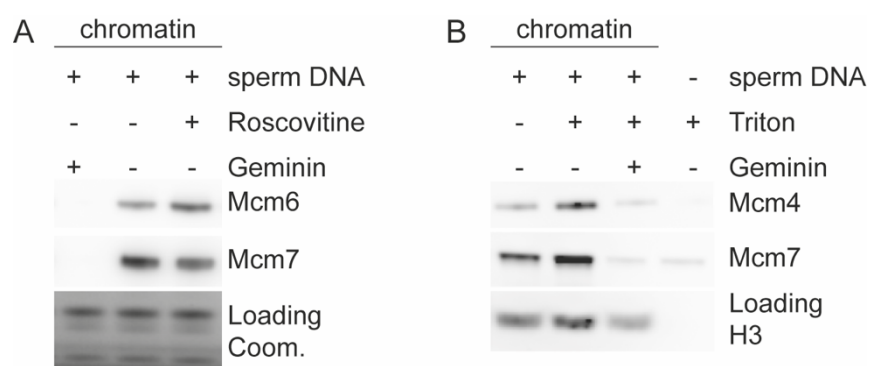 A
chromatin
+ + + sperm DNA
- - + Roscovitine
+ - - Geminin
Mcm6
Mcm7
Loading
Coom.
B
chromatin
+ + + - sperm DNA
- + + + Triton
- - + - Geminin
Mcm4
Mcm7
Loading
H3